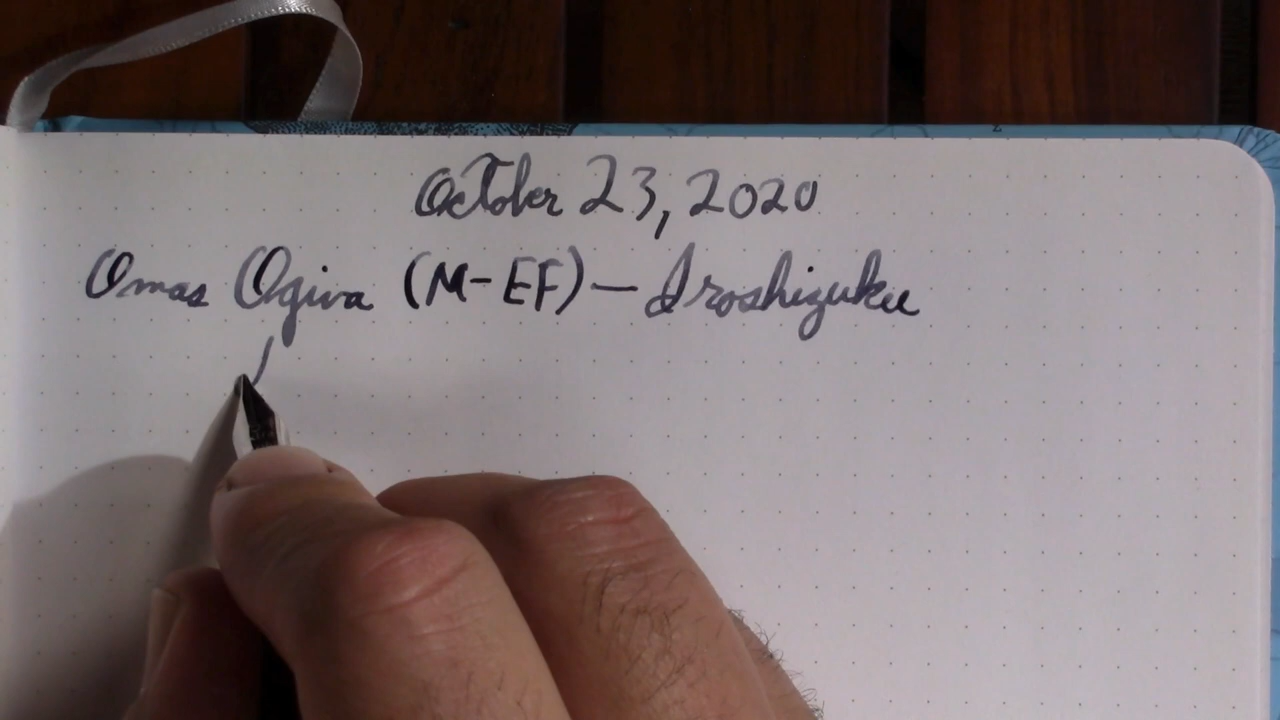 October 23, 2020
Omas Ogiva (M-EF) — Iroshizuku